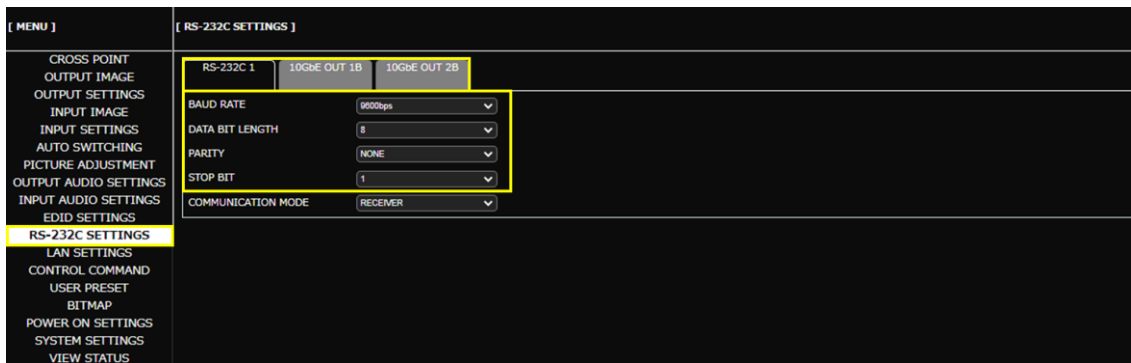 [ MENU ]
[ RS-232C SETTINGS ]
CROSS POINT
OUTPUT IMAGE
OUTPUT SETTINGS
INPUT IMAGE
INPUT SETTINGS
AUTO SWITCHING
PICTURE ADJUSTMENT
OUTPUT AUDIO SETTINGS
INPUT AUDIO SETTINGS
EDID SETTINGS
RS-232C SETTINGS
LAN SETTINGS
CONTROL COMMAND
USER PRESET
BITMAP
POWER ON SETTINGS
SYSTEM SETTINGS
VIEW STATUS
RS-232C 1 10GbE OUT 1B 10GbE OUT 2B
BAUD RATE 9600bps
DATA BIT LENGTH 8
PARITY NONE
STOP BIT 1
COMMUNICATION MODE RECEIVER